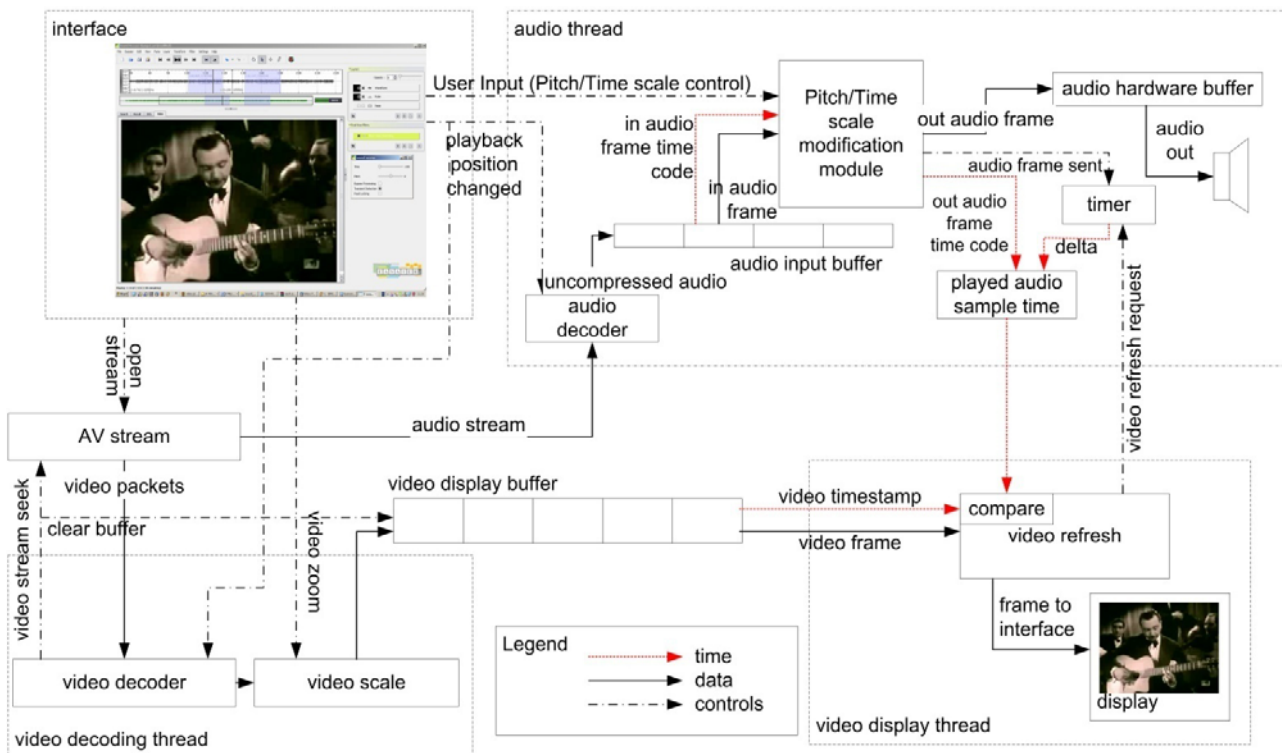 interface
audio thread
User Input (Pitch/Time scale control)
playback
position
changed
in audio
frame time
code
in audio
frame
Pitch/Time
scale
modification
module
out audio frame
audio hardware buffer
audio
out
audio frame sent
timer
out audio
frame
time code
delta
played audio
sample time
audio input buffer
uncompressed audio
audio
decoder
video refresh request
open
stream
AV stream
audio stream
video packets
video stream seek
clear buffer
video zoom
video display buffer
video timestamp
video frame
compare
video refresh
frame to
interface
display
video display thread
video decoder
video scale
video decoding thread
Legend
time
data
controls